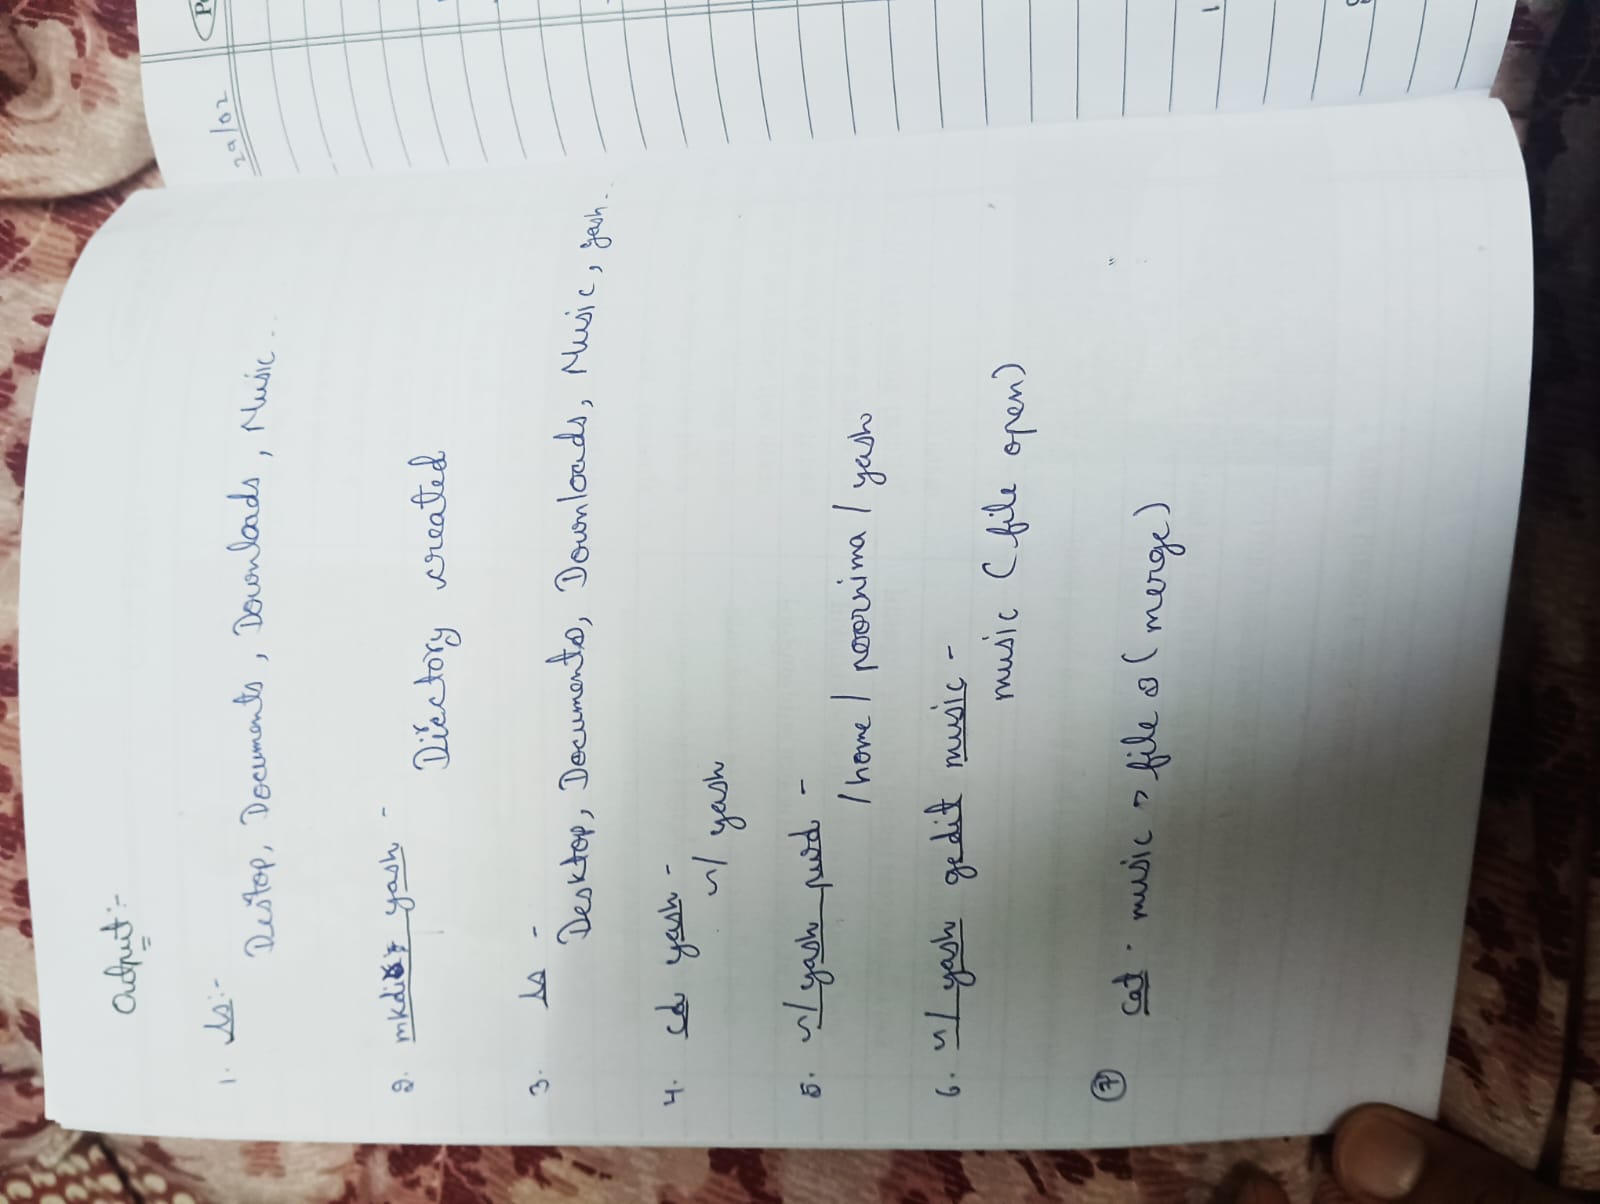 Output:-
1. ls:-
Destop, Documents, Downloads, Music...
2. mkdir yash -
Directory created
3. ls -
Desktop, Documents, Downloads, Music, yash...
4. cd yash -
~/yash
5. ~/yash pwd -
/home/poornima/yash
6. ~/yash gedit music -
music (file open)
7 cat. music > file 3 (merge)
29/02